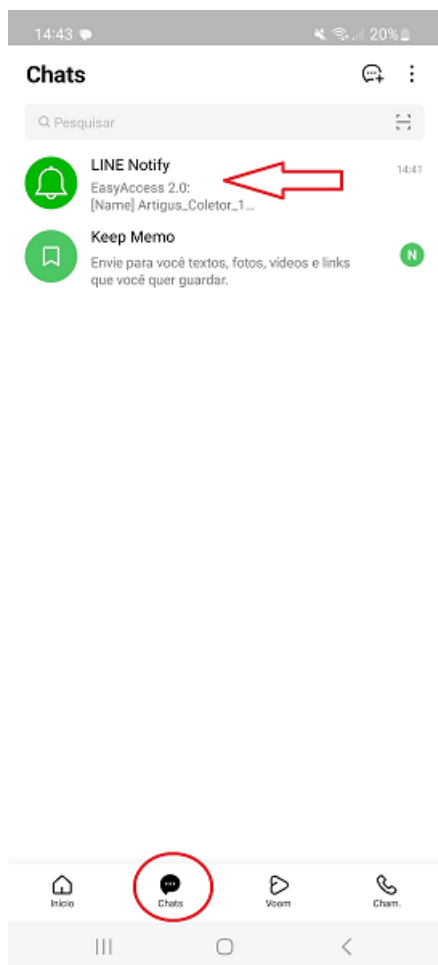 14:43
20%
Chats
Pesquisar
LINE Notify
14:41
EasyAccess 2.0:
[Name] Artigus_Coletor_1...
Keep Memo
Envie para você textos, fotos, vídeos e links
que você quer guardar.
N
Início
Chats
Voom
Cham.